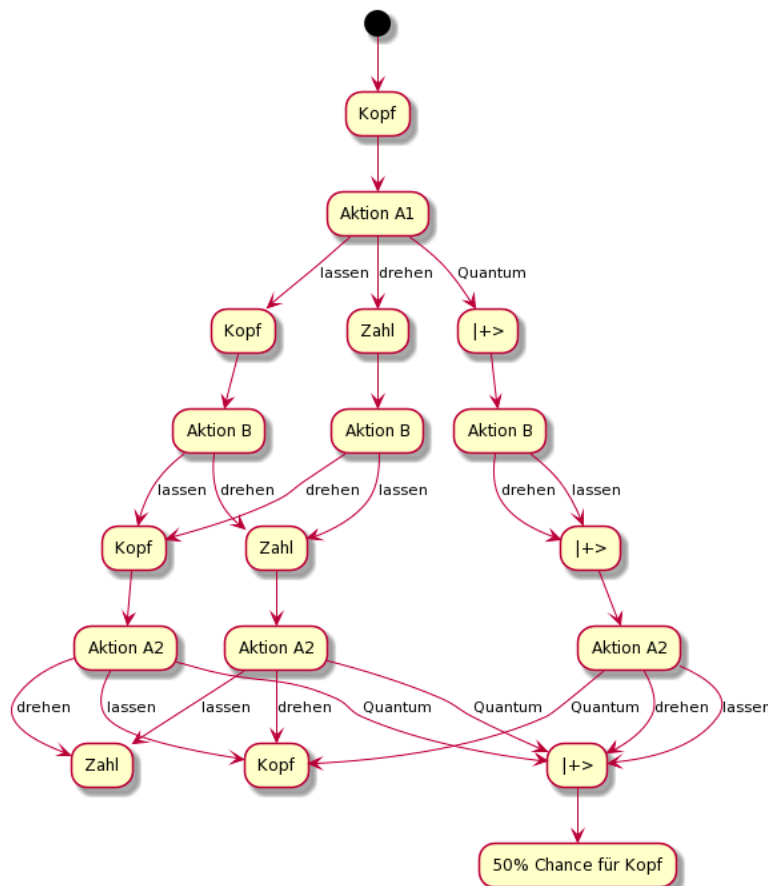 Kopf
Aktion A1
lassen drehen Quantum
Kopf Zahl |+>
Aktion B Aktion B Aktion B
lassen drehen drehen lassen drehen lassen
Kopf Zahl |+>
Aktion A2 Aktion A2 Aktion A2
drehen lassen Quantum lassen drehen Quantum Quantum drehen lassen
Zahl Kopf |+>
50% Chance für Kopf